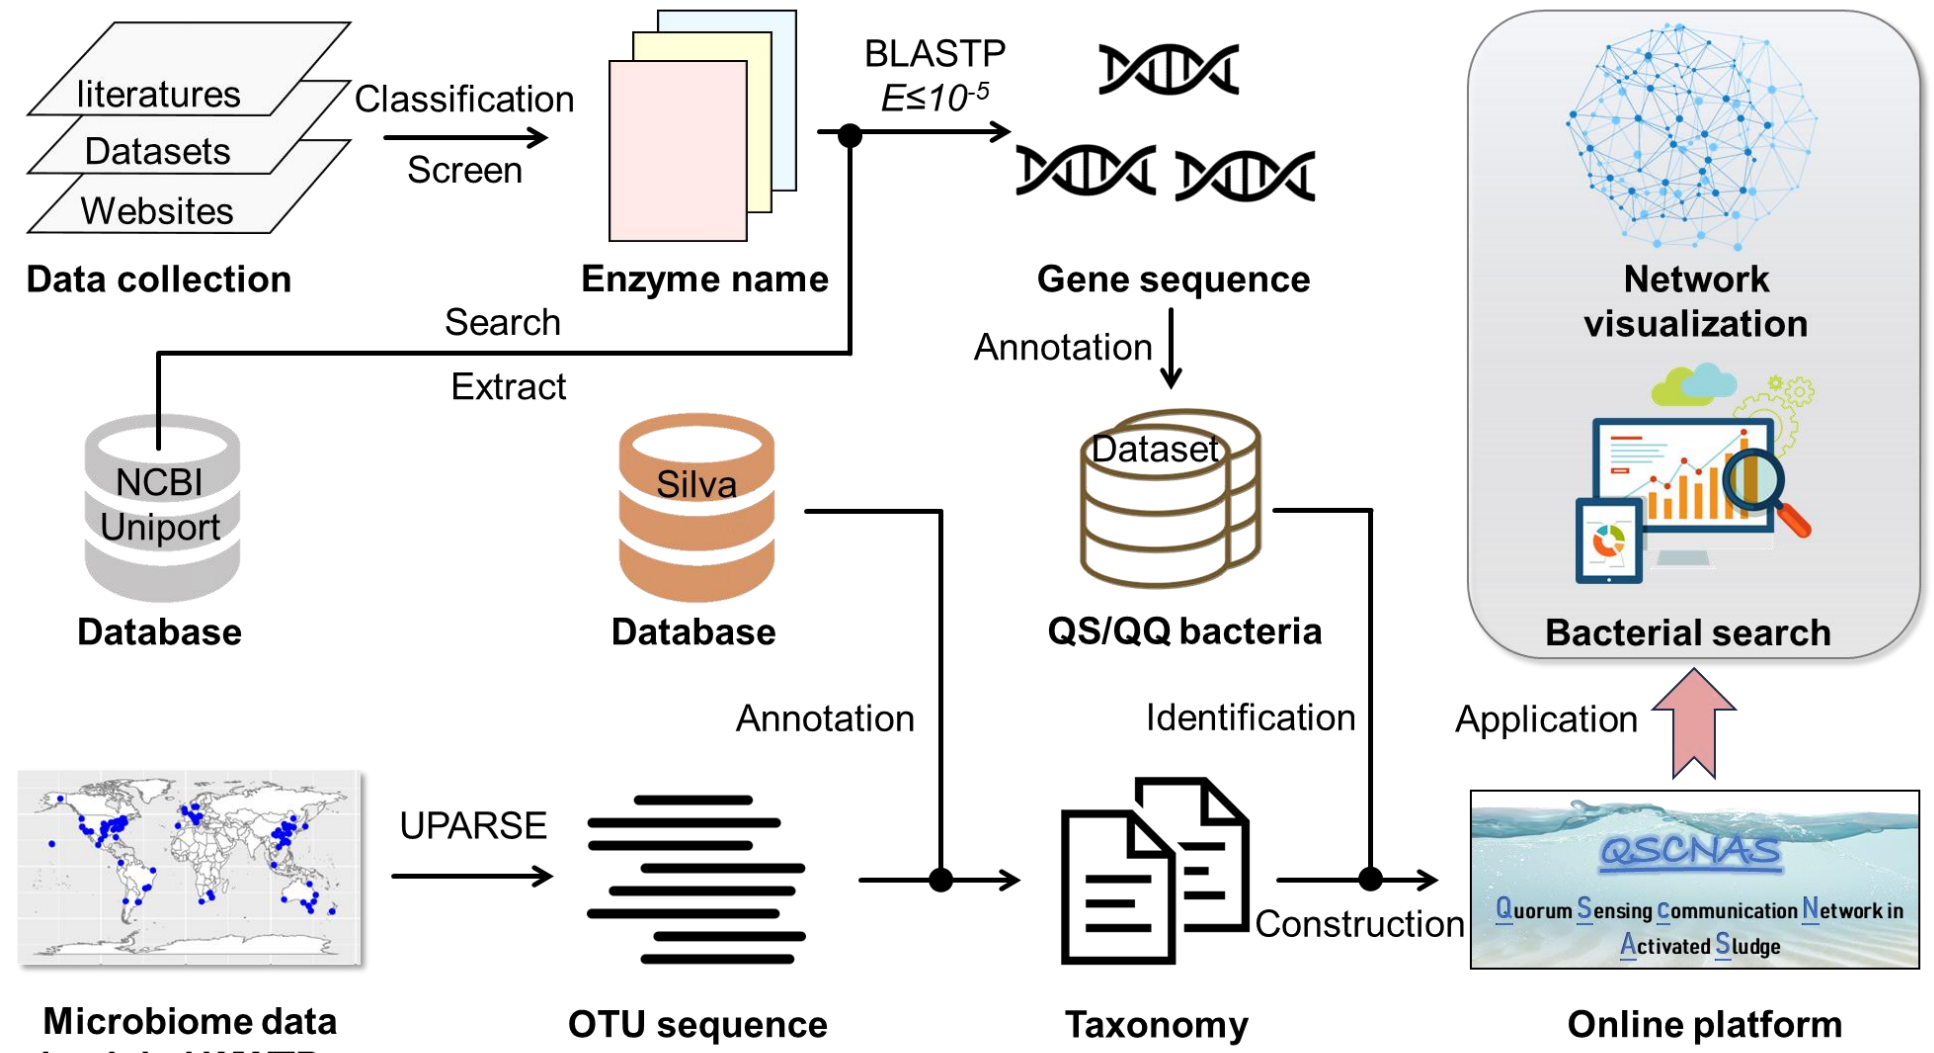 literatures
Datasets
Websites
Data collection
Classification
Screen
Enzyme name
BLASTP
E≤10⁻⁵
Gene sequence
Search
Extract
Annotation
NCBI
Uniport
Database
Silva
Database
Dataset
QS/QQ bacteria
Network
visualization
Bacterial search
Annotation
Identification
Application
UPARSE
Construction
QSCNAS
Quorum Sensing communication Network in
Activated Sludge
Microbiome data
OTU sequence
Taxonomy
Online platform